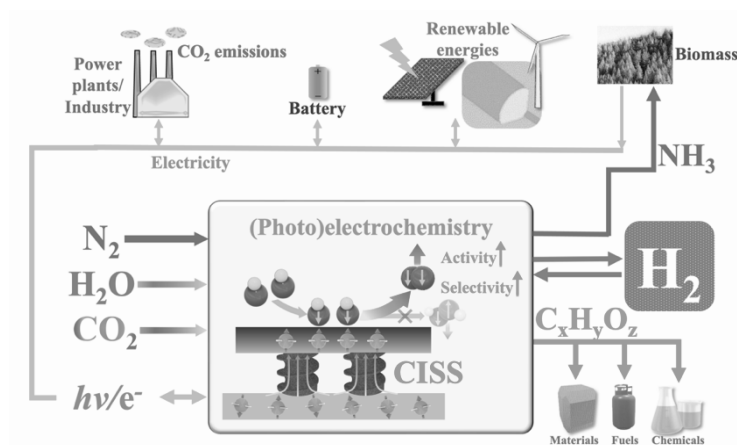 CO₂ emissions
Power
plants/
Industry
Battery
Renewable
energies
Biomass
Electricity
NH₃
(Photo)electrochemistry
Activity
Selectivity
N₂
H₂O
CO₂
hν/e⁻
CISS
H₂
CₓHᵧO_z
Materials
Fuels
Chemicals